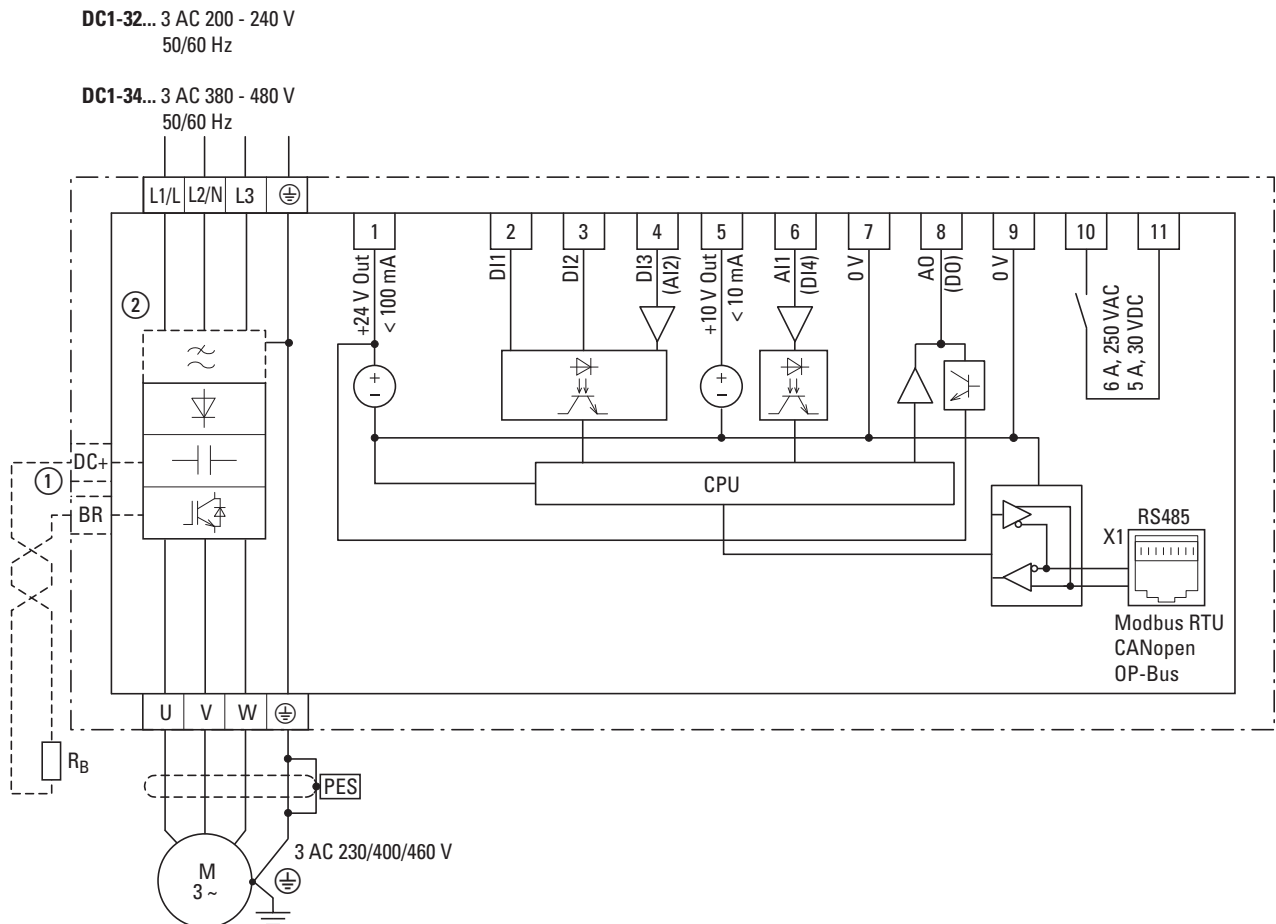 DC1-32... 3 AC 200 - 240 V
50/60 Hz
DC1-34... 3 AC 380 - 480 V
50/60 Hz
L1/L L2/N L3
1 2 3 4 5 6 7 8 9 10 11
+24 V Out
< 100 mA
DI1
DI2
DI3
(AI2)
+10 V Out
< 10 mA
AI1
(DI4)
0 V
AO
(DO)
0 V
6 A, 250 VAC
5 A, 30 VDC
2
+
-
+
-
DC+
1
BR
CPU
RS485
X1
Modbus RTU
CANopen
OP-Bus
U V W
RB
PES
3 AC 230/400/460 V
M
3 ~